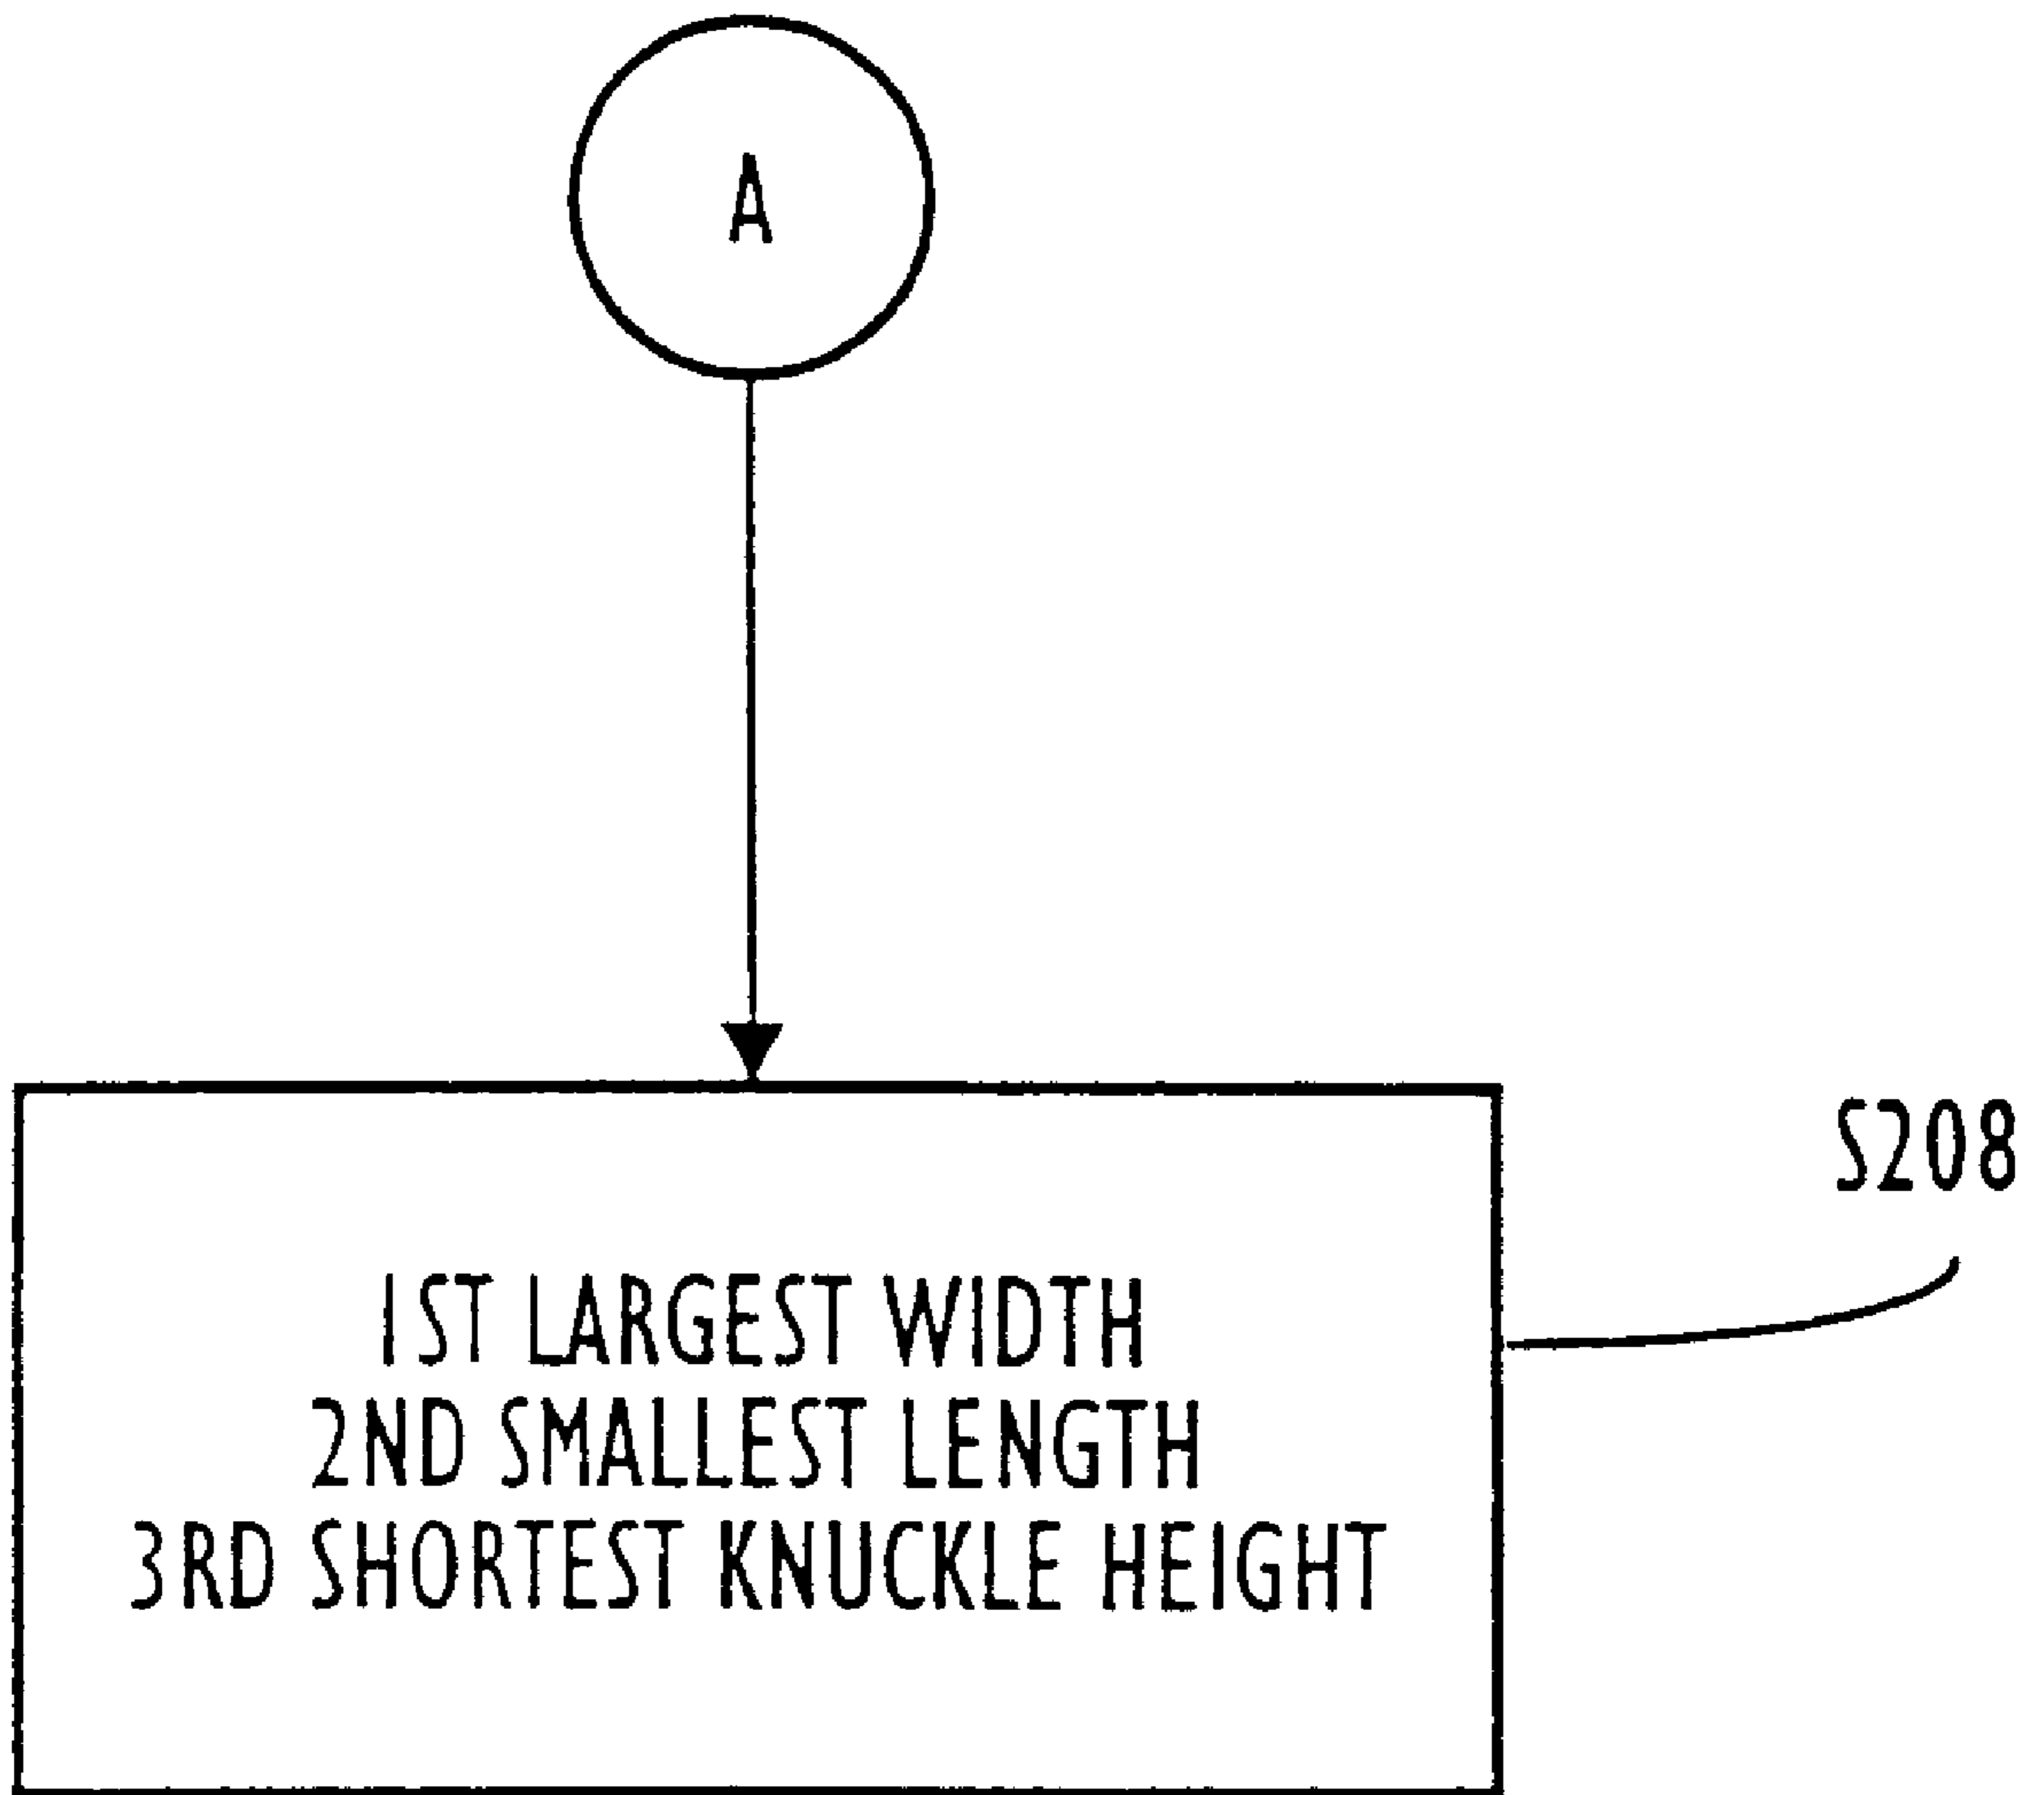 A
S208
1ST LARGEST WIDTH
2ND SMALLEST LENGTH
3RD SHORTEST KNUCKLE HEIGHT